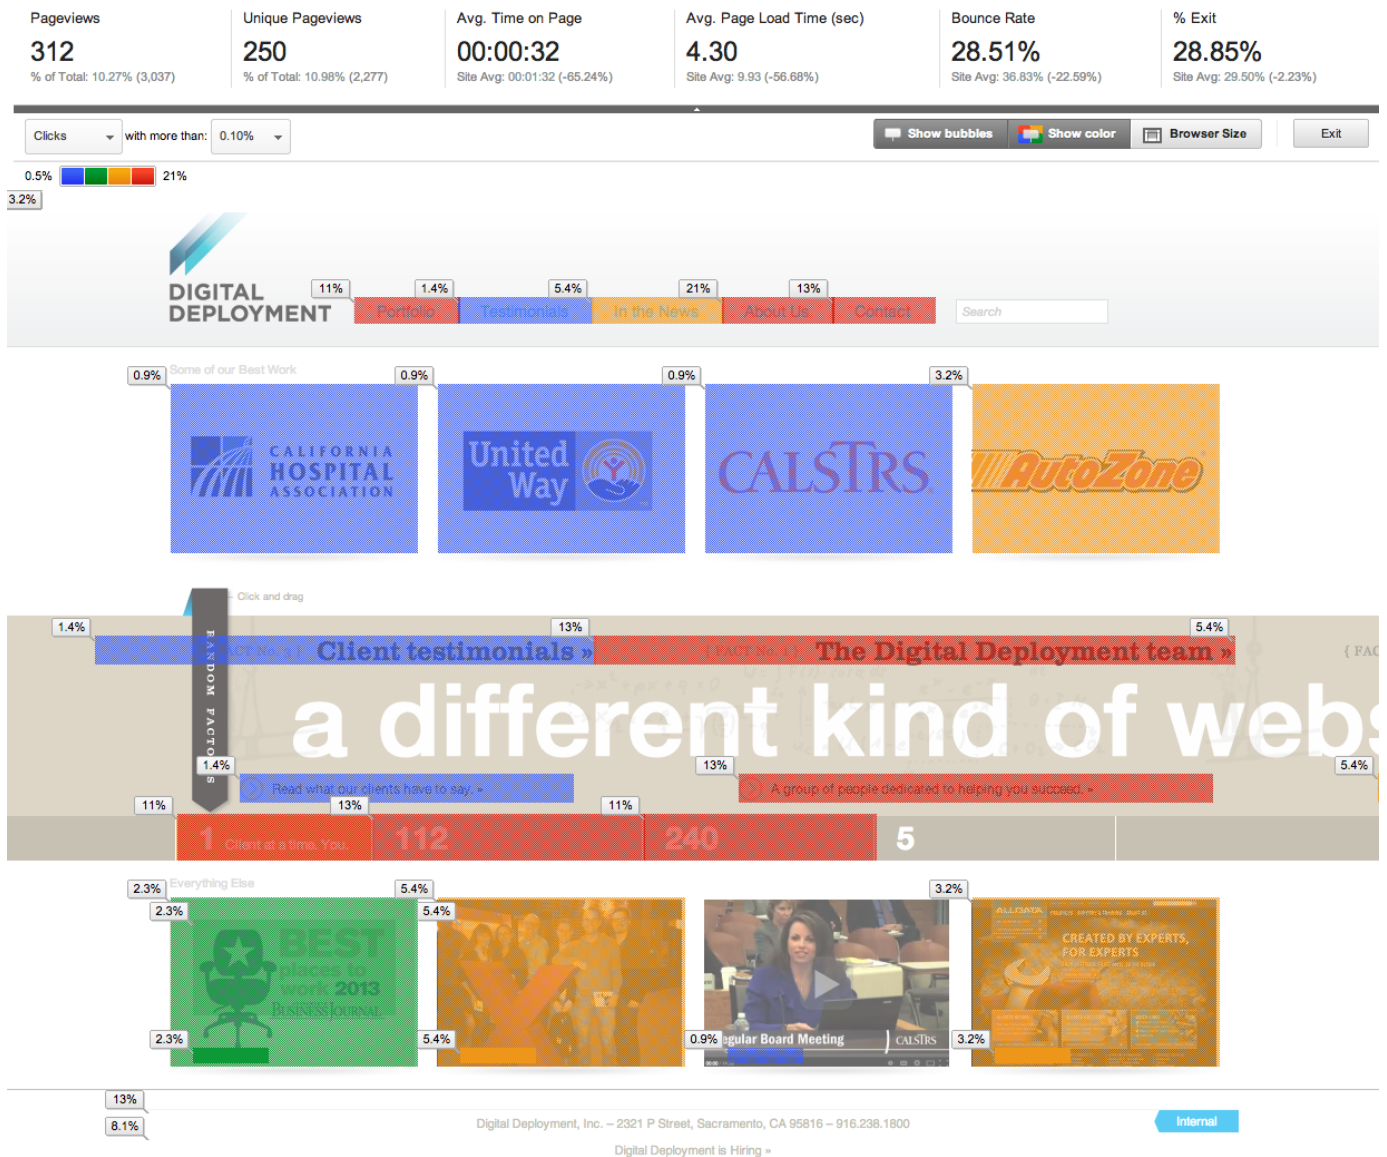 Pageviews
312
% of Total: 10.27% (3,037)
Unique Pageviews
250
% of Total: 10.98% (2,277)
Avg. Time on Page
00:00:32
Site Avg: 00:01:32 (-65.24%)
Avg. Page Load Time (sec)
4.30
Site Avg: 9.93 (-56.68%)
Bounce Rate
28.51%
Site Avg: 36.83% (-22.59%)
% Exit
28.85%
Site Avg: 29.50% (-2.23%)
Clicks with more than: 0.10% Show bubbles Show color Browser Size Exit
0.5% 21%
3.2%
DIGITAL
DEPLOYMENT
11% 1.4% 5.4% 21% 13%
Portfolio Testimonials In the News About Us Contact Search
Some of our Best Work
0.9% 0.9% 0.9% 3.2%
CALIFORNIA
HOSPITAL
ASSOCIATION
United
Way
CALSTRS
AutoZone
Click and drag
RANDOM FACTOIDS
1.4% 13% 5.4%
{ FACT No. 1 } { FAC
Client testimonials » The Digital Deployment team »
a different kind of webs
1.4% 13% 5.4%
Read what our clients have to say. » A group of people dedicated to helping you succeed. »
11% 13% 11%
1 Client at a time. You. 112 240 5
Everything Else
2.3% 5.4% 3.2%
2.3% 5.4%
BEST
places to
work 2013
BUSINESS JOURNAL
ALLDATA
CREATED BY EXPERTS,
FOR EXPERTS
2.3% 5.4% 0.9% 3.2%
egular Board Meeting CALSTRS
13%
8.1%
Digital Deployment, Inc. – 2321 P Street, Sacramento, CA 95816 – 916.238.1800
Internal
Digital Deployment is Hiring »